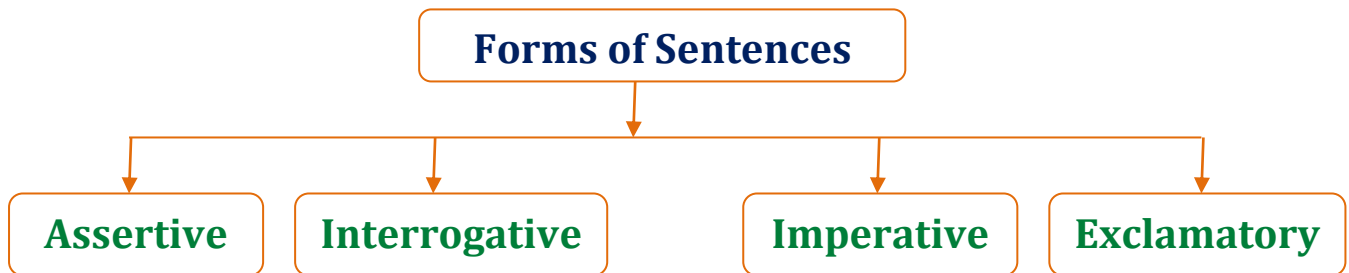 Forms of Sentences
Assertive Interrogative Imperative Exclamatory